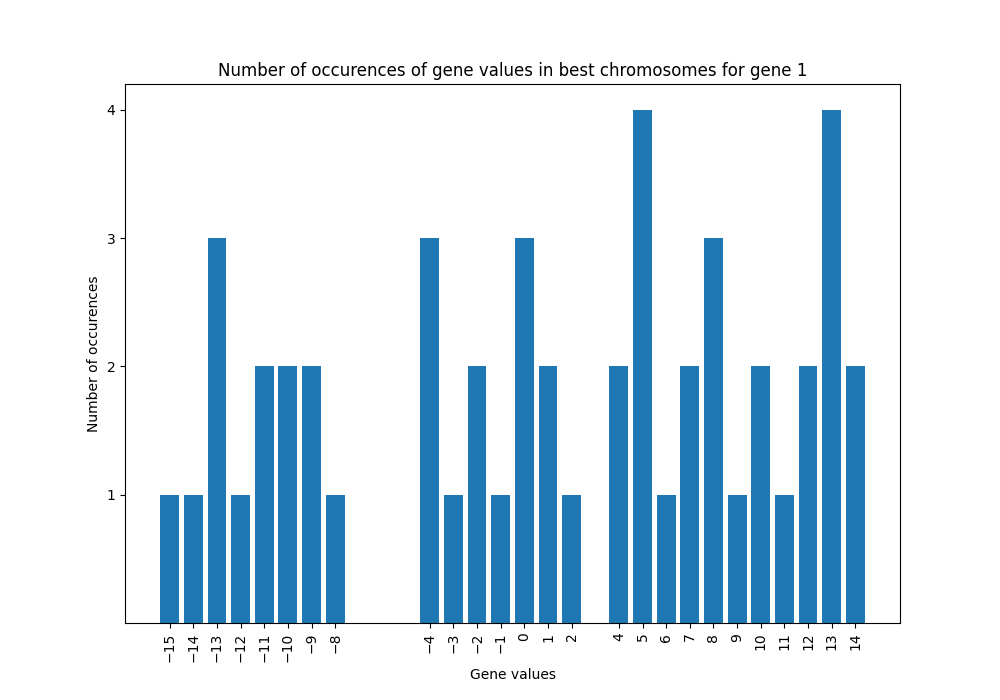 Number of occurences of gene values in best chromosomes for gene 1
Number of occurences
4
3
2
1
−15 −14 −13 −12 −11 −10 −9 −8 −4 −3 −2 −1 0 1 2 4 5 6 7 8 9 10 11 12 13 14
Gene values